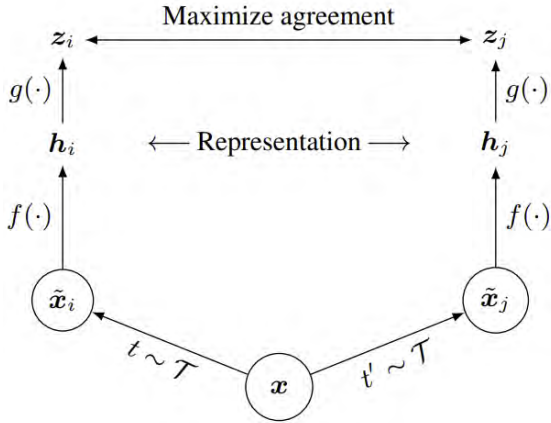 Maximize agreement
z_i z_j
g(·) g(·)
h_i ← Representation → h_j
f(·) f(·)
x̃_i x̃_j
t ∼ 𝒯 t′ ∼ 𝒯
x